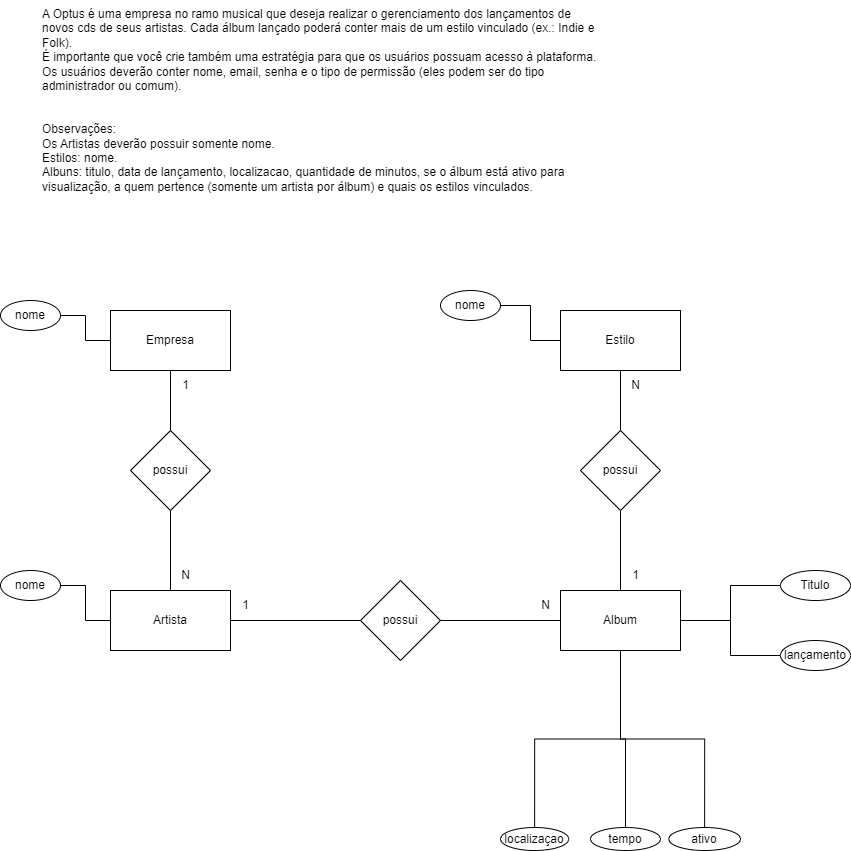 A Optus é uma empresa no ramo musical que deseja realizar o gerenciamento dos lançamentos de
novos cds de seus artistas. Cada álbum lançado poderá conter mais de um estilo vinculado (ex.: Indie e
Folk).
É importante que você crie também uma estratégia para que os usuários possuam acesso à plataforma.
Os usuários deverão conter nome, email, senha e o tipo de permissão (eles podem ser do tipo
administrador ou comum).
Observações:
Os Artistas deverão possuir somente nome.
Estilos: nome.
Albuns: titulo, data de lançamento, localizacao, quantidade de minutos, se o álbum está ativo para
visualização, a quem pertence (somente um artista por álbum) e quais os estilos vinculados.
nome
Empresa
nome
Estilo
1
N
possui
possui
N
1
nome
Artista
1
possui
N
Album
Titulo
lançamento
localizaçao
tempo
ativo